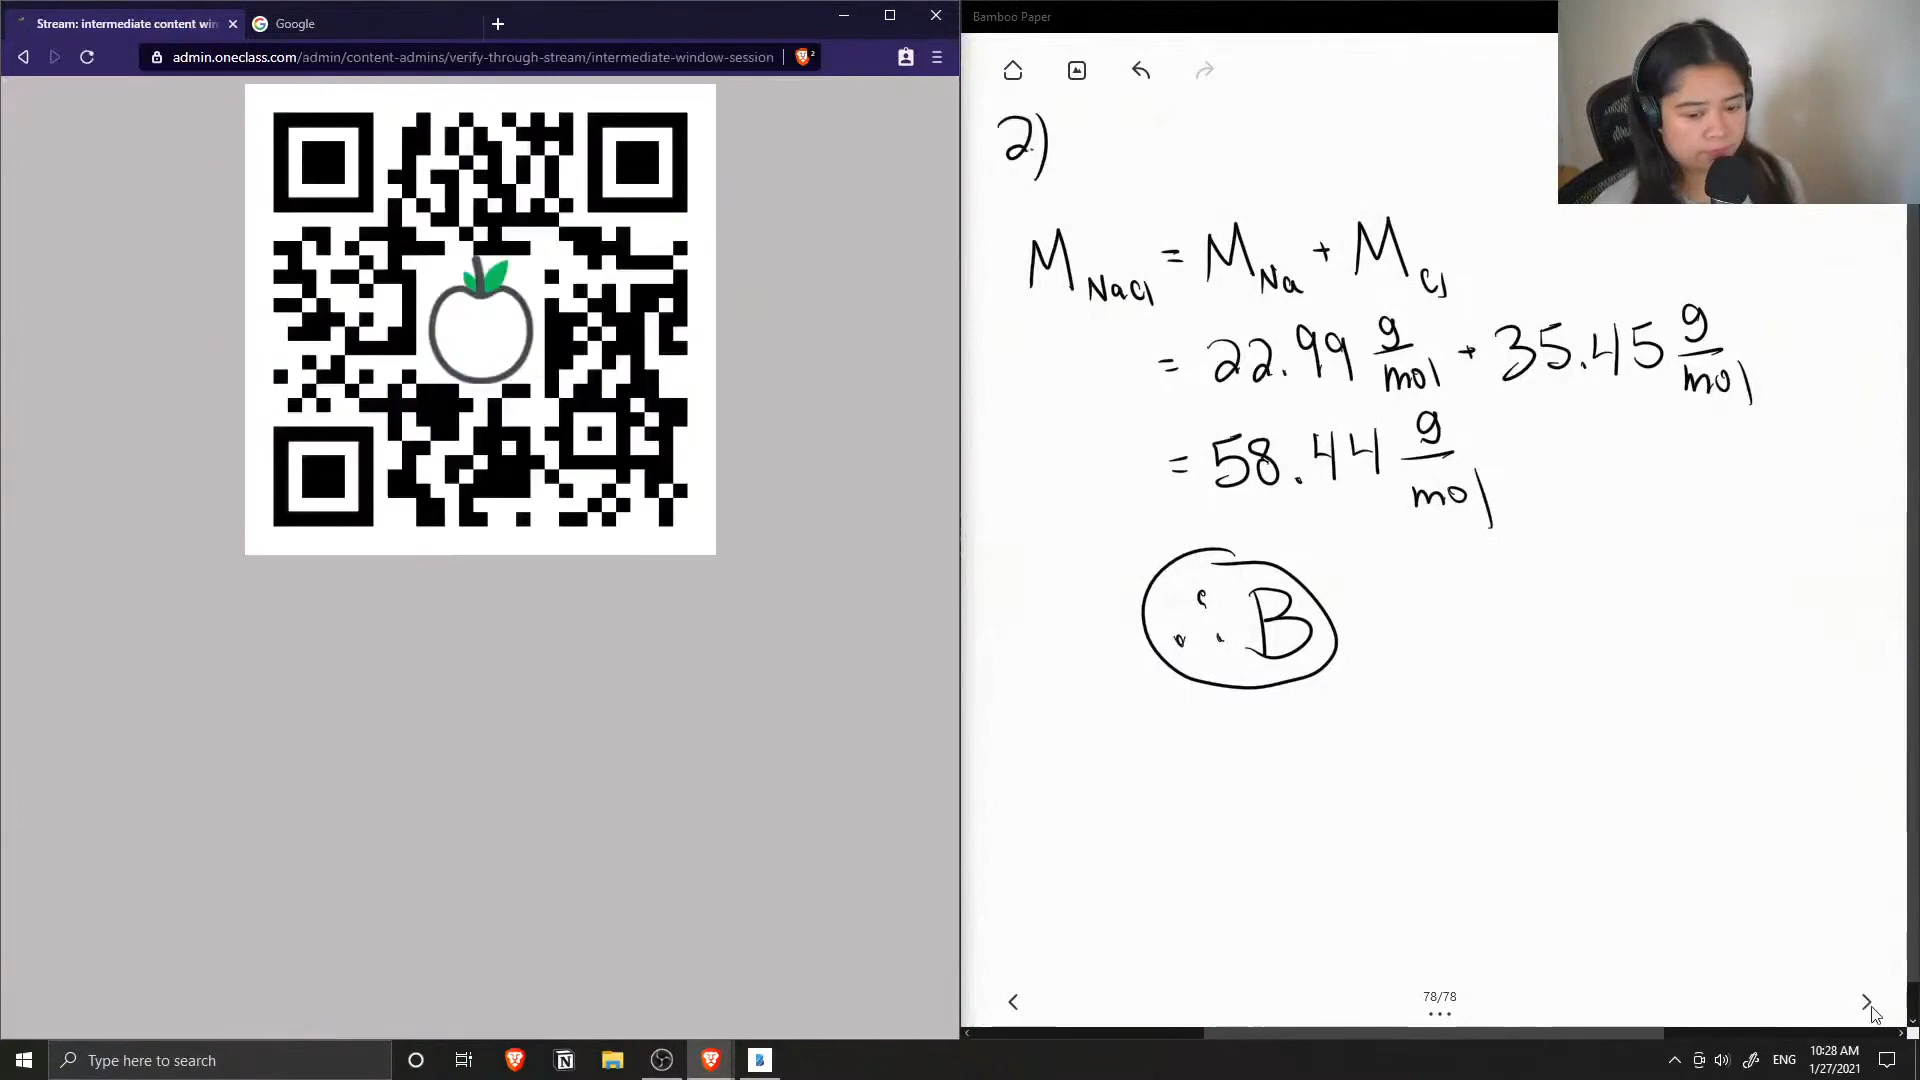 Stream: intermediate content win
Google
admin.oneclass.com/admin/content-admins/verify-through-stream/intermediate-window-session
2
Bamboo Paper
2)
M NaCl = M Na + M Cl
= 22.99 g/mol + 35.45 g/mol
= 58.44 g/mol
∴ B
78/78
Type here to search
ENG
10:28 AM
1/27/2021